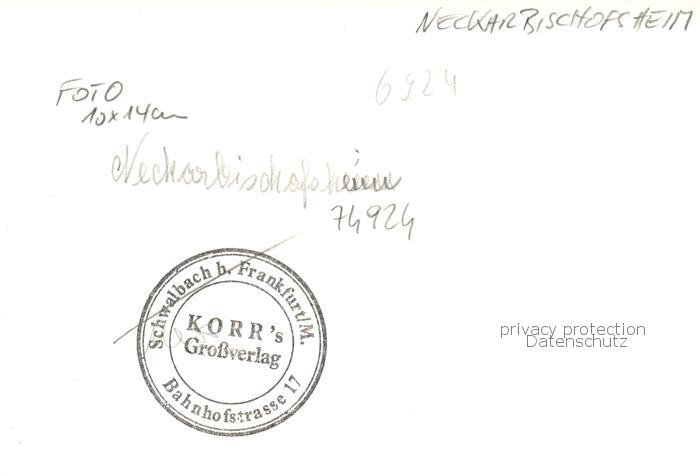 NECKARBISCHOFSHEIM
6924
FOTO
10x14cm
Neckarbischofsheim
74924
Schwalbach b. Frankfurt/M.
KORR's
Großverlag
Bahnhofstrasse 17
privacy protection
Datenschutz